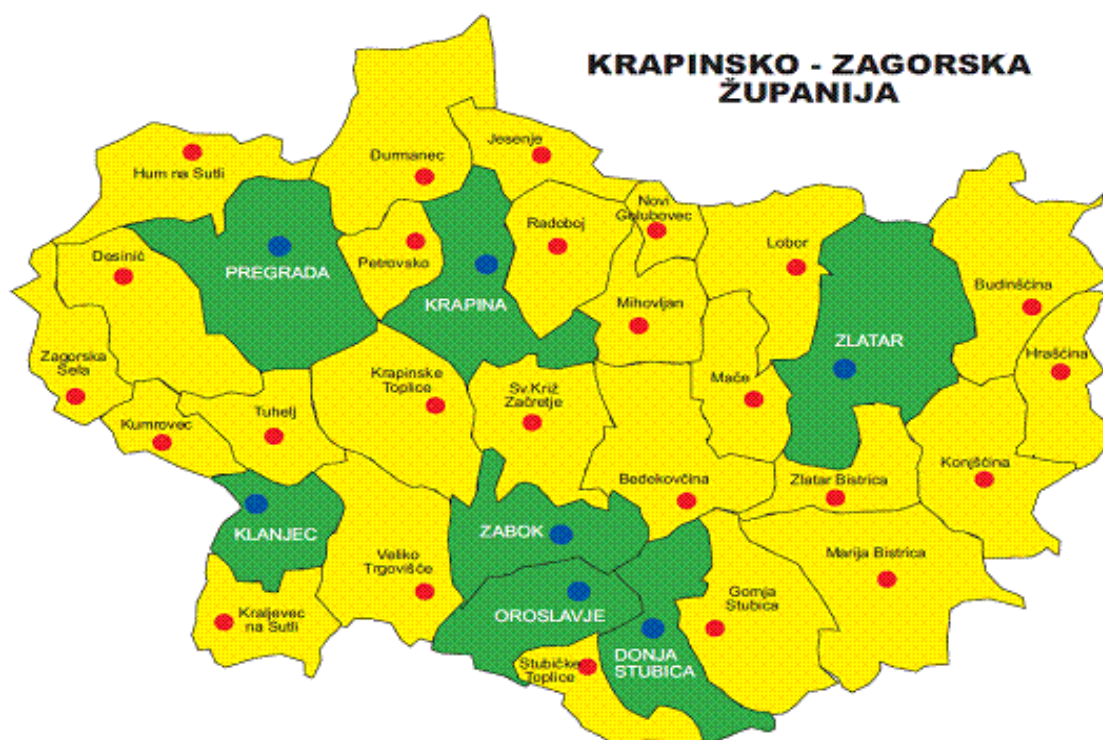 KRAPINSKO - ZAGORSKA
ŽUPANIJA
Jesenje
Durmanec
Hum na Sutli
Novi
Golubovec
Radoboj
Lobor
Desinić
Petrovsko
PREGRADA
Budinščina
KRAPINA
Mihovljan
ZLATAR
Hrašćina
Zagorska
Sela
Krapinske
Toplice
Sv.Križ
Začretje
Mače
Tuhelj
Kumrovec
Konjščina
Bedekovčina
Zlatar Bistrica
KLANJEC
ZABOK
Veliko
Trgovišće
Marija Bistrica
Gornja
Stubica
Kraljevec
na Sutli
OROSLAVJE
DONJA
STUBICA
Stubičke
Toplice